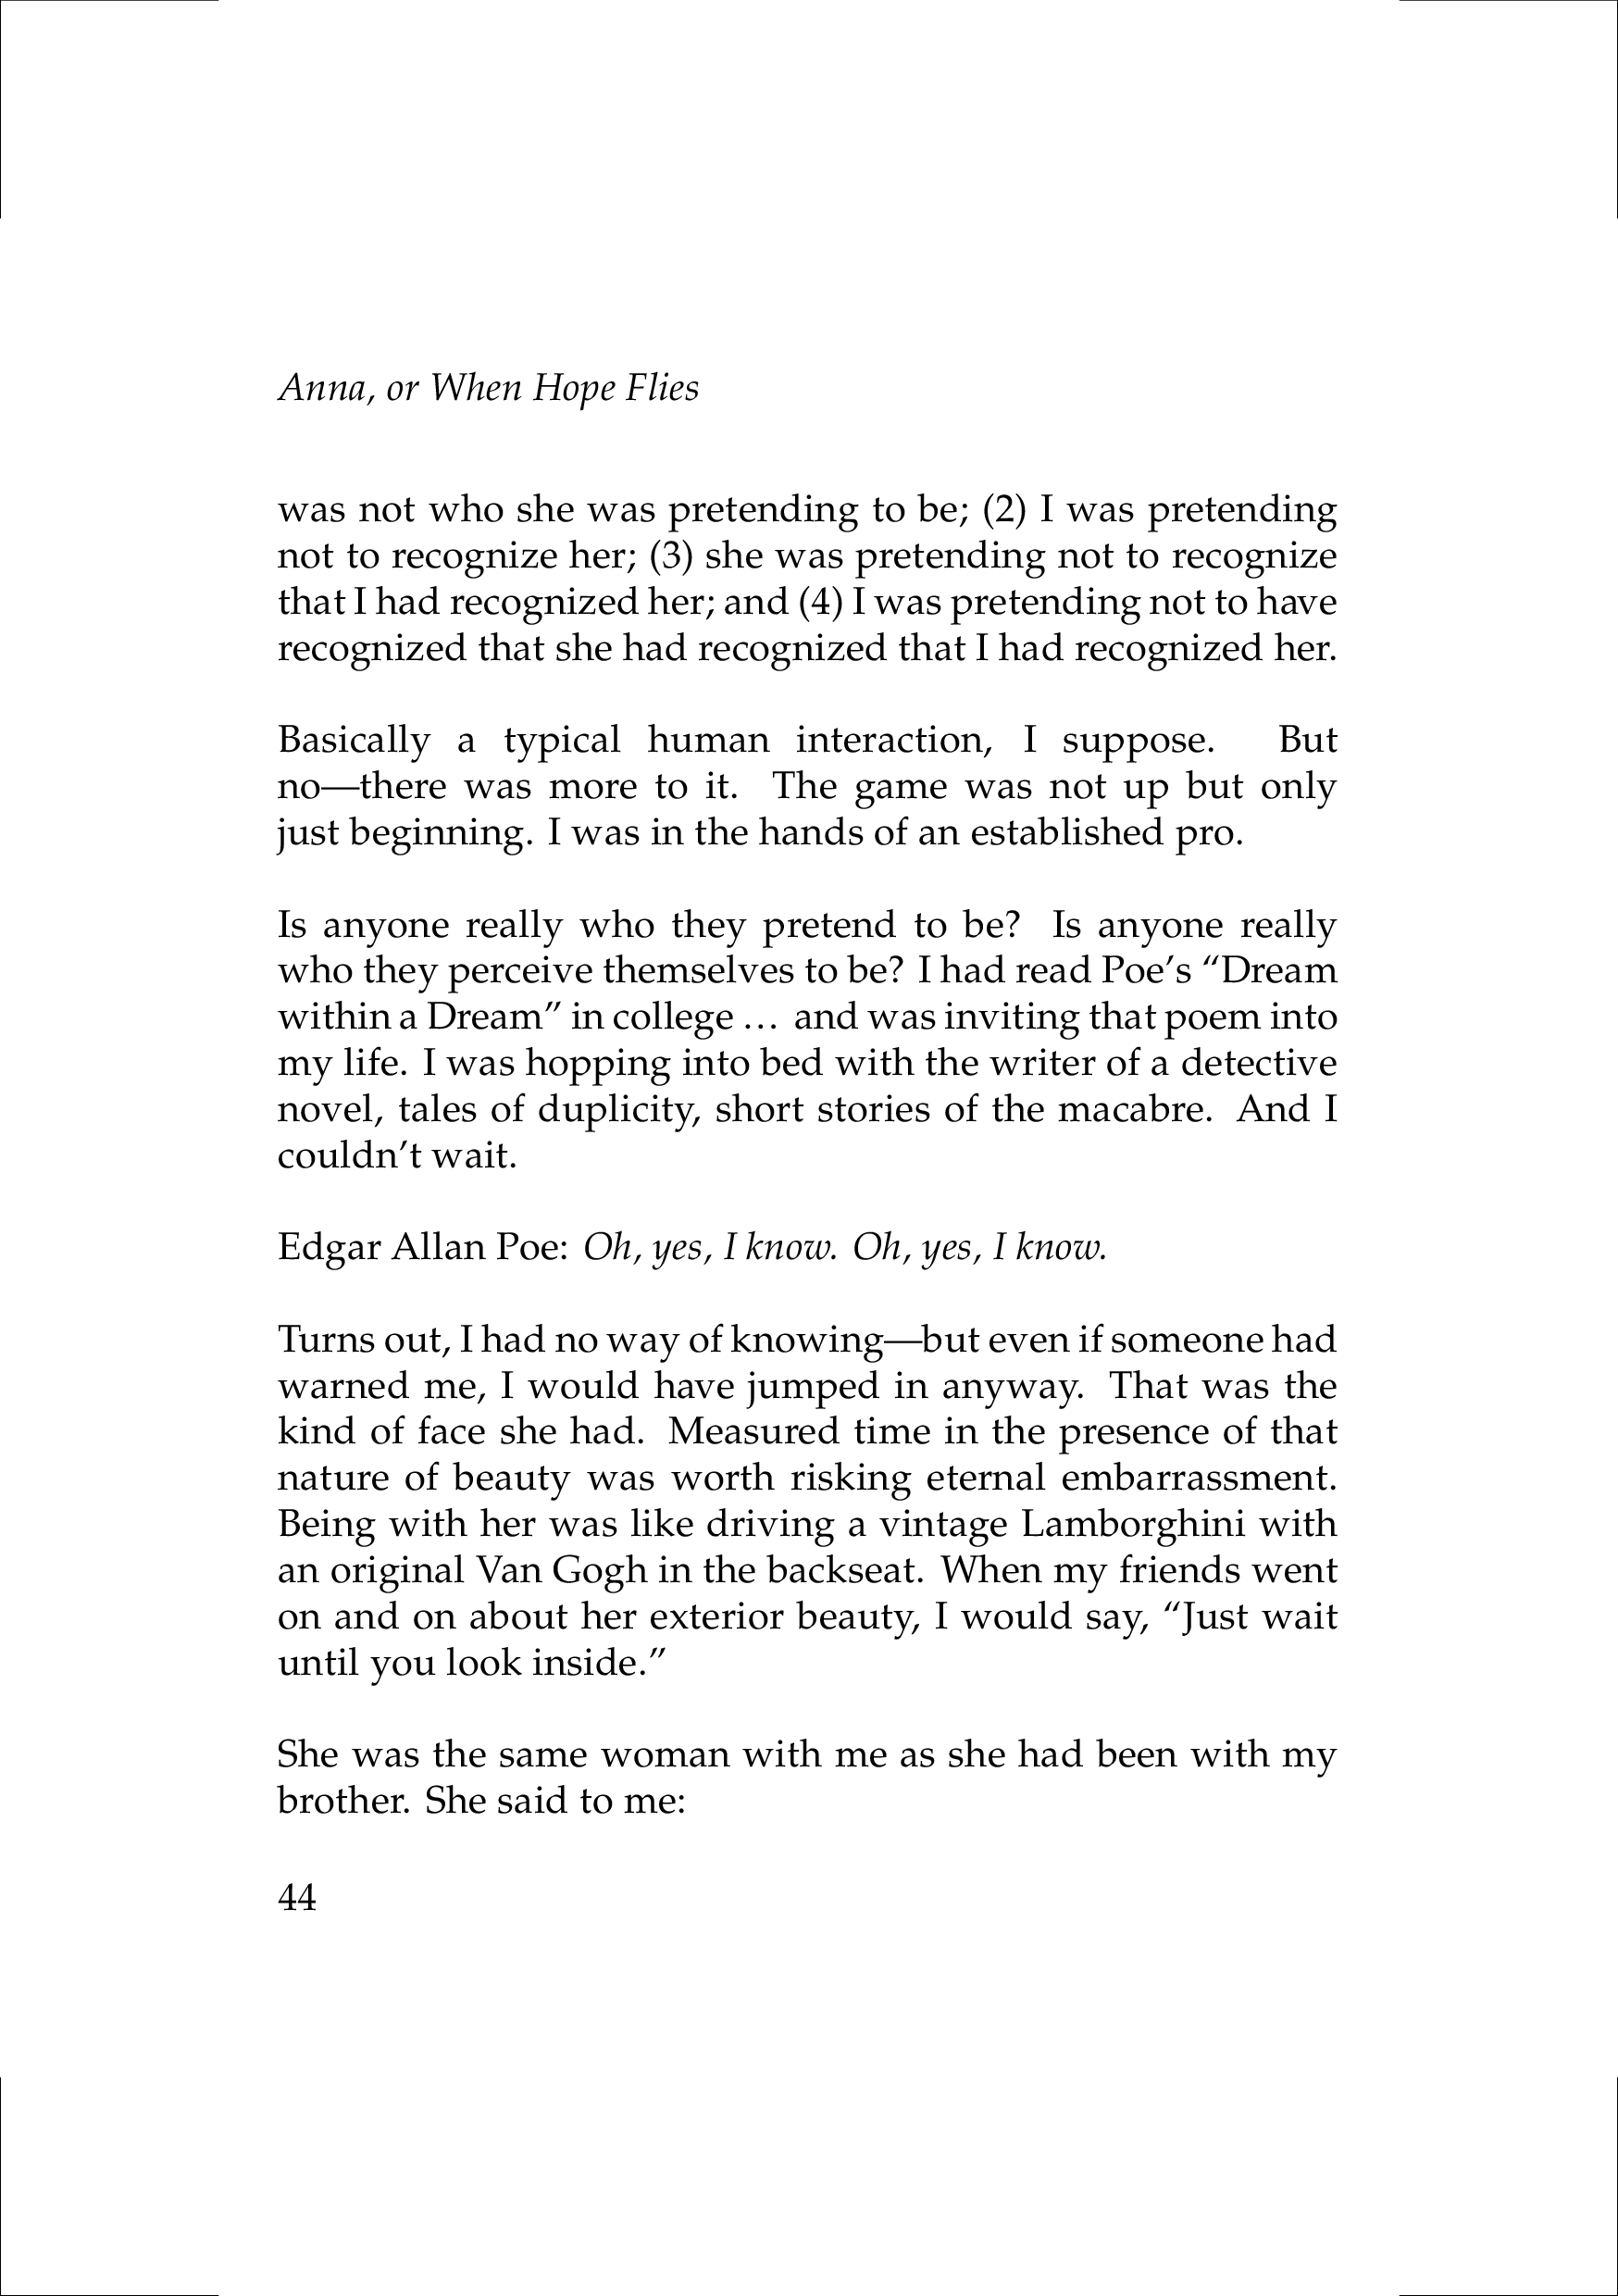 Anna, or When Hope Flies
was not who she was pretending to be; (2) I was pretending
not to recognize her; (3) she was pretending not to recognize
that I had recognized her; and (4) I was pretending not to have
recognized that she had recognized that I had recognized her.
Basically a typical human interaction, I suppose. But
no—there was more to it. The game was not up but only
just beginning. I was in the hands of an established pro.
Is anyone really who they pretend to be? Is anyone really
who they perceive themselves to be? I had read Poe’s “Dream
within a Dream” in college … and was inviting that poem into
my life. I was hopping into bed with the writer of a detective
novel, tales of duplicity, short stories of the macabre. And I
couldn’t wait.
Edgar Allan Poe: Oh, yes, I know. Oh, yes, I know.
Turns out, I had no way of knowing—but even if someone had
warned me, I would have jumped in anyway. That was the
kind of face she had. Measured time in the presence of that
nature of beauty was worth risking eternal embarrassment.
Being with her was like driving a vintage Lamborghini with
an original Van Gogh in the backseat. When my friends went
on and on about her exterior beauty, I would say, “Just wait
until you look inside.”
She was the same woman with me as she had been with my
brother. She said to me:
44